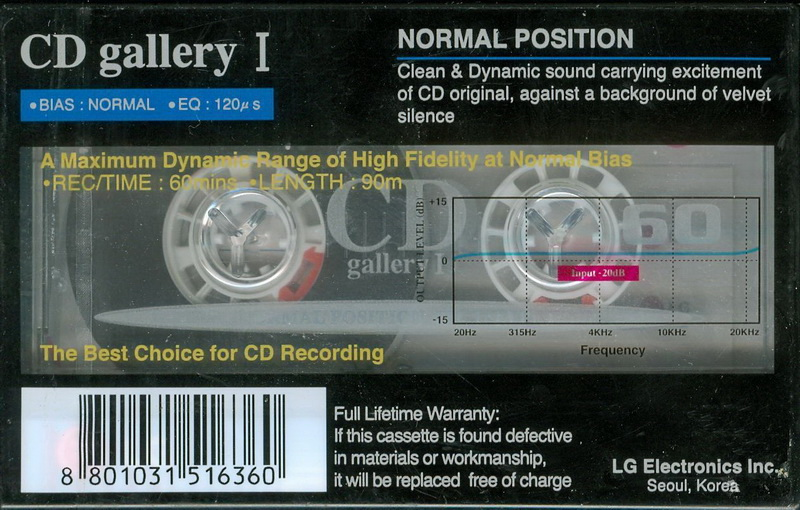 CD gallery I
•BIAS : NORMAL •EQ : 120μs
NORMAL POSITION
Clean & Dynamic sound carrying excitement
of CD original, against a background of velvet
silence
A Maximum Dynamic Range of High Fidelity at Normal Bias
•REC/TIME : 60mins •LENGTH : 90m
CD
gallery I
60
OUTPUT LEVEL (dB)
+15
0
-15
Input -20dB
20Hz 315Hz 4KHz 10KHz 20KHz
Frequency
The Best Choice for CD Recording
8 801031 516360
Full Lifetime Warranty:
If this cassette is found defective
in materials or workmanship,
it will be replaced free of charge
LG Electronics Inc.
Seoul, Korea